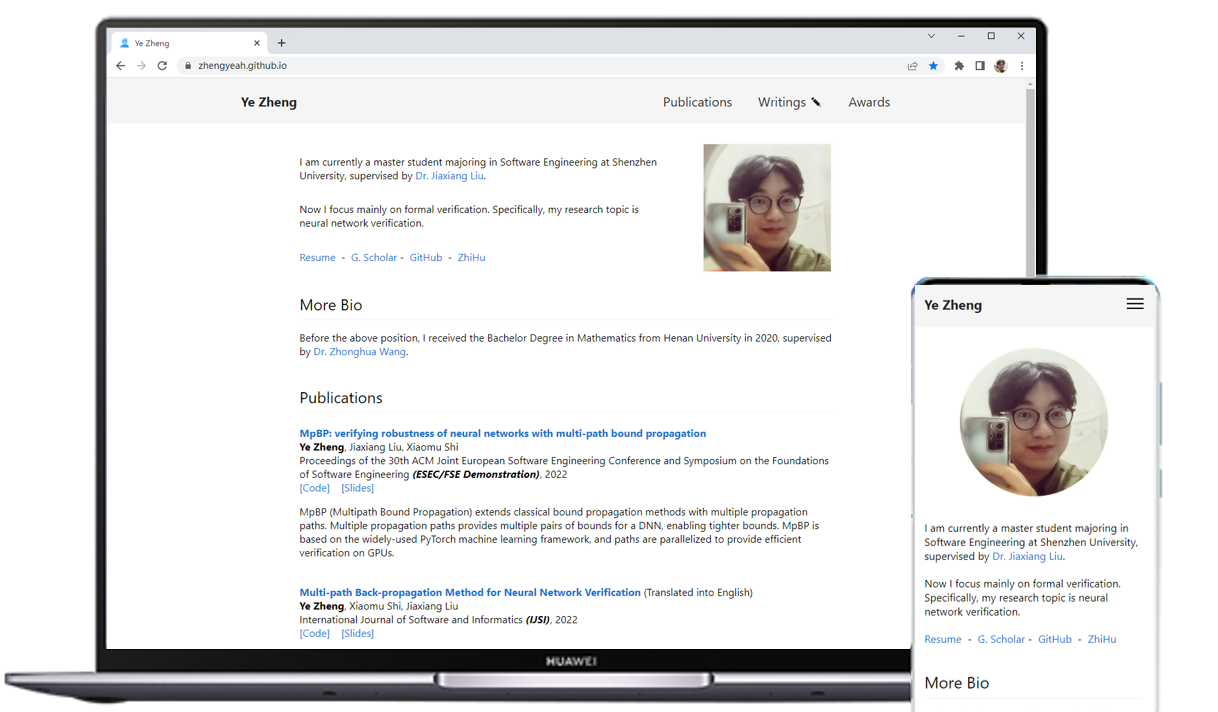 Ye Zheng
zhengyeah.github.io
Ye Zheng
Publications
Writings
Awards
I am currently a master student majoring in Software Engineering at Shenzhen
University, supervised by Dr. Jiaxiang Liu.
Now I focus mainly on formal verification. Specifically, my research topic is
neural network verification.
Resume - G. Scholar - GitHub - ZhiHu
More Bio
Before the above position, I received the Bachelor Degree in Mathematics from Henan University in 2020, supervised
by Dr. Zhonghua Wang.
Publications
MpBP: verifying robustness of neural networks with multi-path bound propagation
Ye Zheng, Jiaxiang Liu, Xiaomu Shi
Proceedings of the 30th ACM Joint European Software Engineering Conference and Symposium on the Foundations
of Software Engineering (ESEC/FSE Demonstration), 2022
[Code] [Slides]
MpBP (Multipath Bound Propagation) extends classical bound propagation methods with multiple propagation
paths. Multiple propagation paths provides multiple pairs of bounds for a DNN, enabling tighter bounds. MpBP is
based on the widely-used PyTorch machine learning framework, and paths are parallelized to provide efficient
verification on GPUs.
Multi-path Back-propagation Method for Neural Network Verification (Translated into English)
Ye Zheng, Xiaomu Shi, Jiaxiang Liu
International Journal of Software and Informatics (IJSI), 2022
[Code] [Slides]
HUAWEI
Ye Zheng
I am currently a master student majoring in
Software Engineering at Shenzhen University,
supervised by Dr. Jiaxiang Liu.
Now I focus mainly on formal verification.
Specifically, my research topic is neural
network verification.
Resume - G. Scholar - GitHub - ZhiHu
More Bio